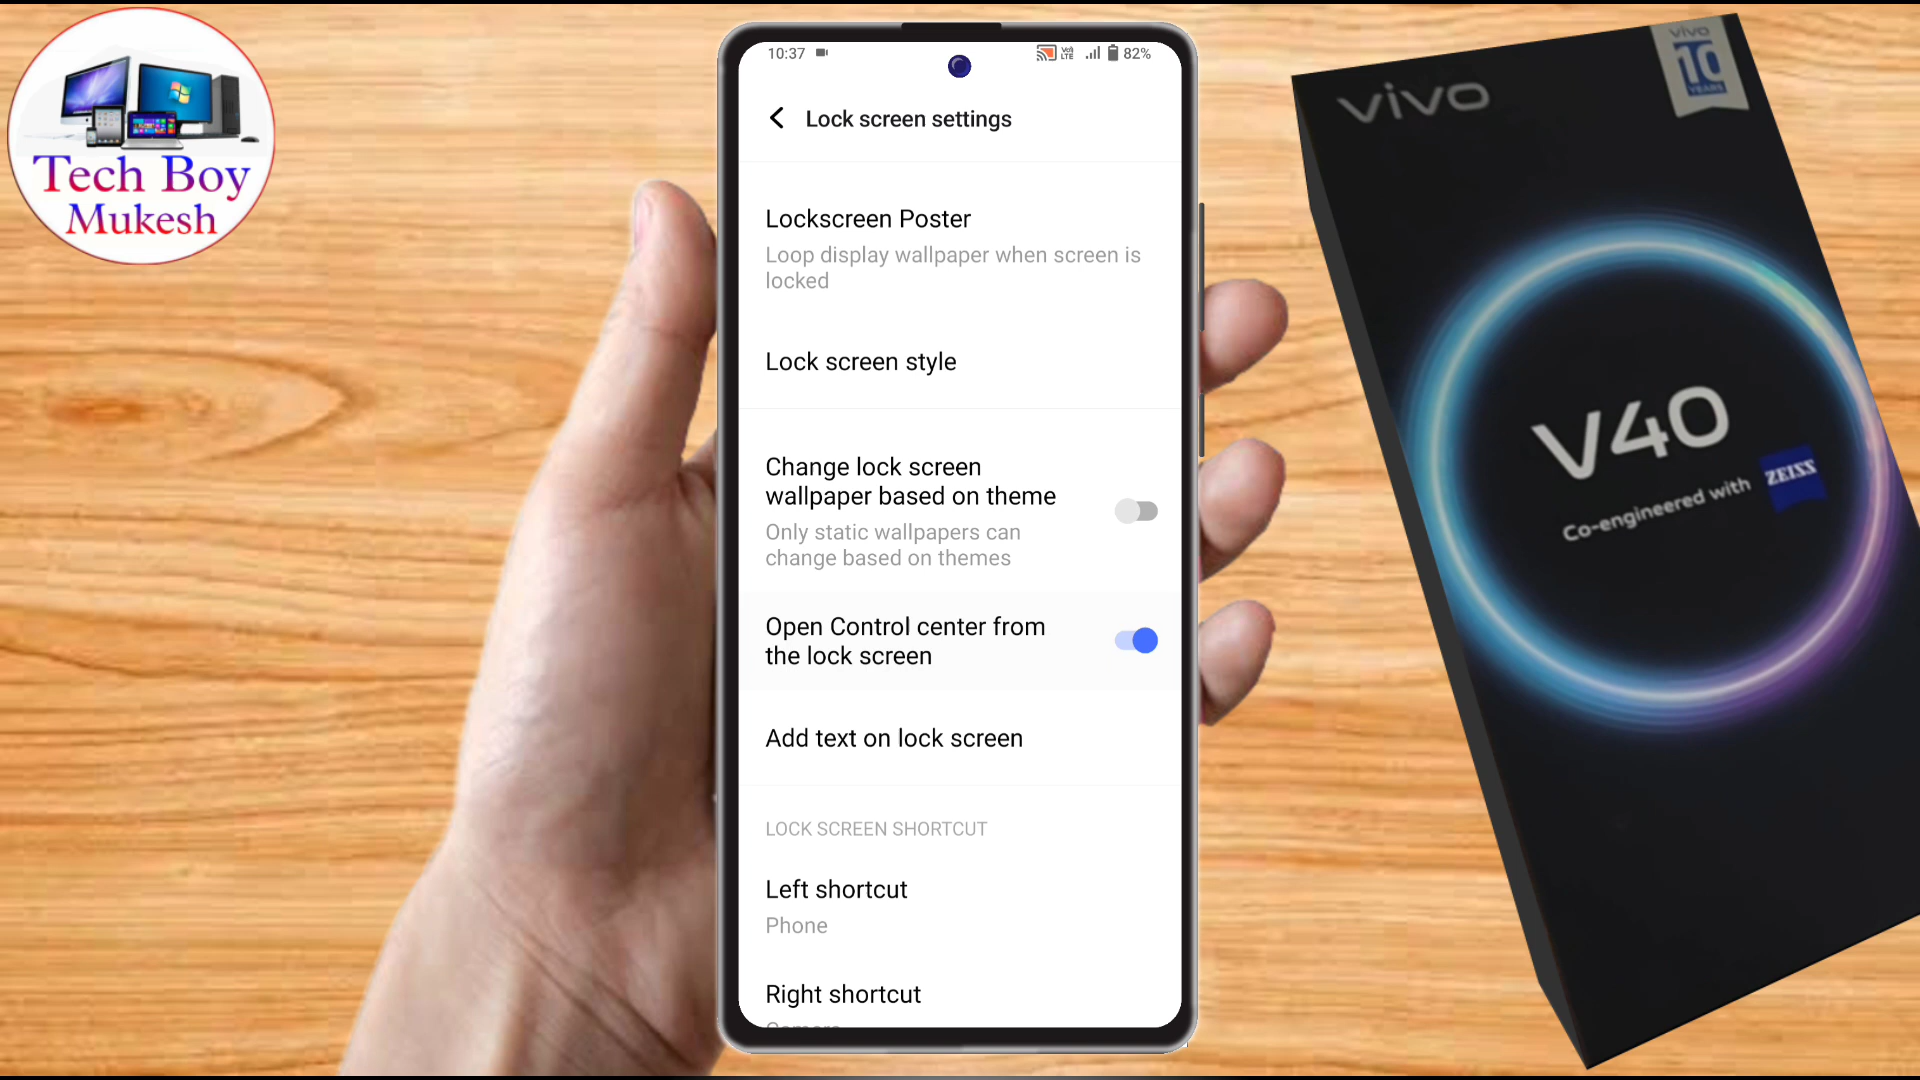 Tech Boy
Mukesh
10:37
VoLTE
82%
Lock screen settings
Lockscreen Poster
Loop display wallpaper when screen is
locked
Lock screen style
Change lock screen
wallpaper based on theme
Only static wallpapers can
change based on themes
Open Control center from
the lock screen
Add text on lock screen
LOCK SCREEN SHORTCUT
Left shortcut
Phone
Right shortcut
vivo
vivo
10
YEARS
V40
Co-engineered with
ZEISS